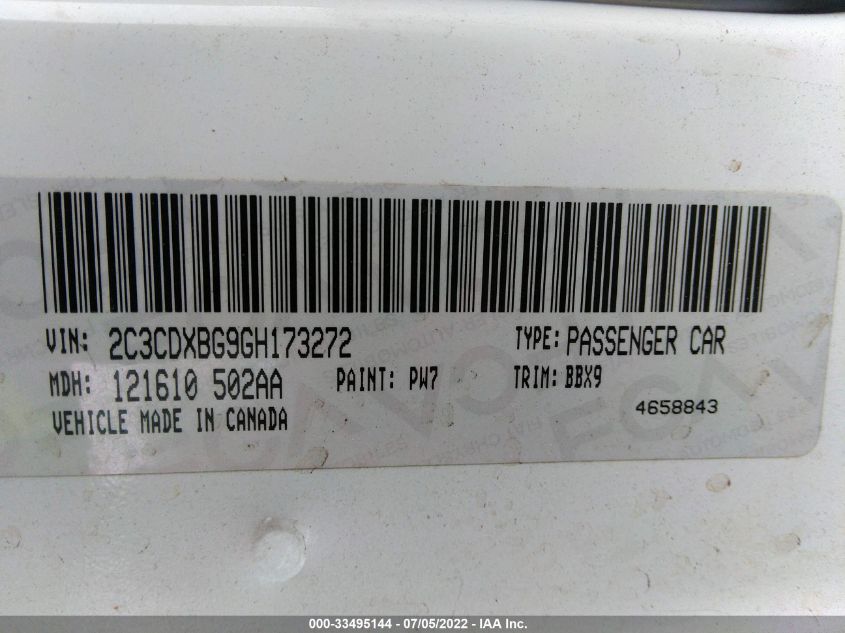 VIN: 2C3CDXBG9GH173272 TYPE: PASSENGER CAR
MDH: 121610 502AA PAINT: PW7 TRIM: BBX9
4658843
VEHICLE MADE IN CANADA
000-33495144 - 07/05/2022 - IAA Inc.